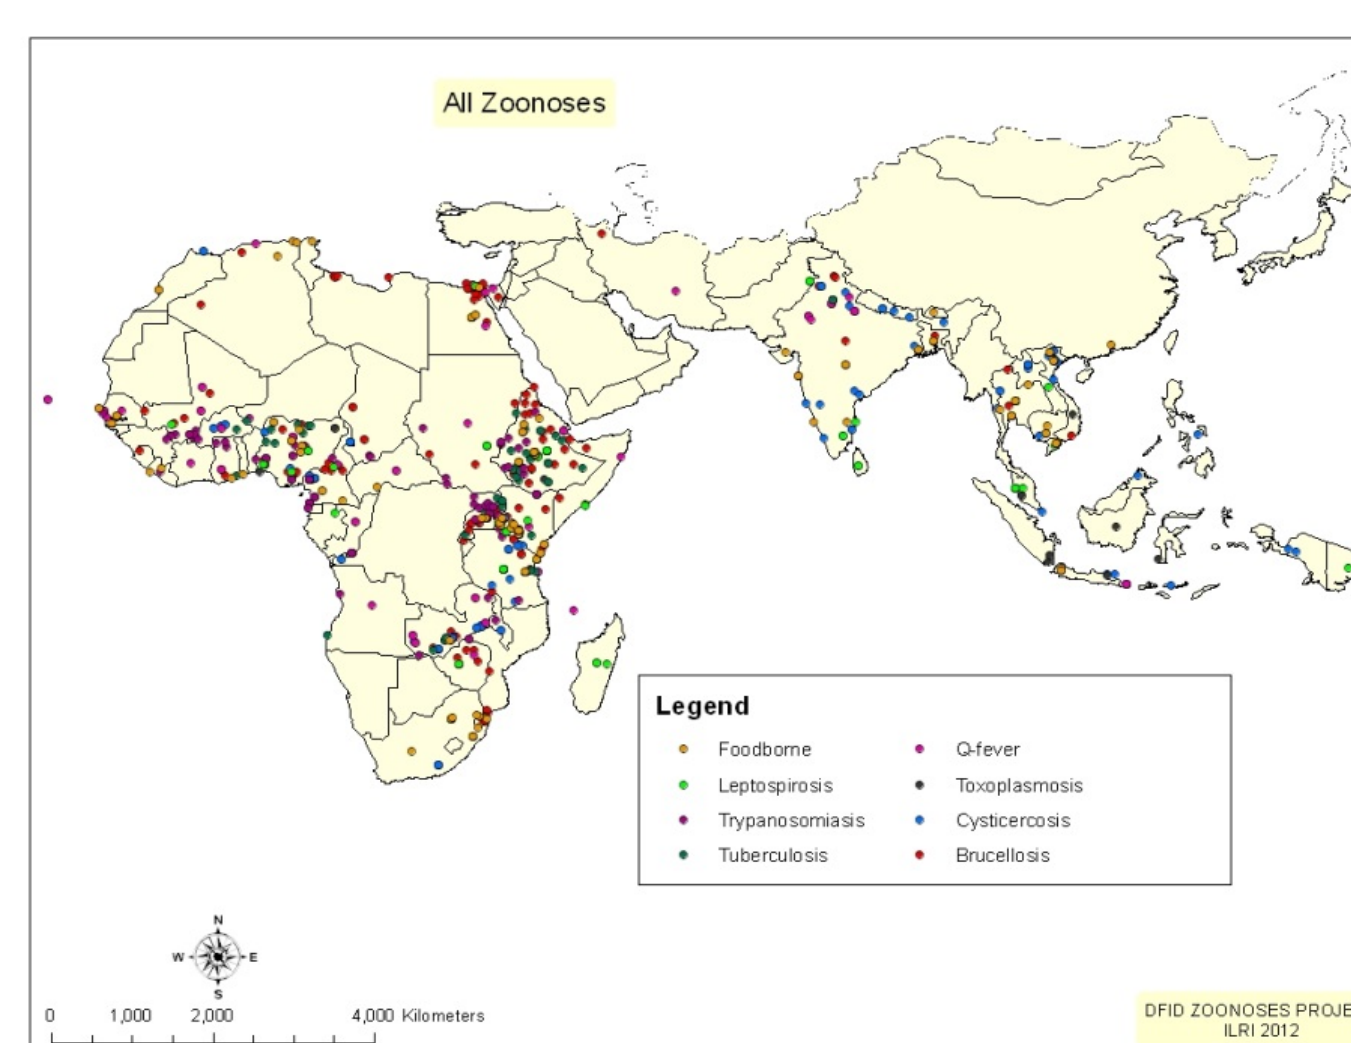 All Zoonoses
Legend
Foodborne
Q-fever
Leptospirosis
Toxoplasmosis
Trypanosomiasis
Cysticercosis
Tuberculosis
Brucellosis
N
W E
S
0 1,000 2,000 4,000 Kilometers
DFID ZOONOSES PROJE
ILRI 2012